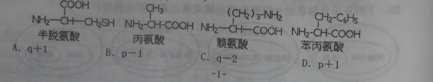 COOH CH₃ (CH₂)₃-NH₂ CH₂-C₆H₅
NH₂-CH-CH₂SH NH₂-CH-COOH NH₂-CH-COOH NH₂-CH-COOH
半胱氨酸 丙氨酸 赖氨酸 苯丙氨酸
A. q+1 B. p-1 C. q-2 D. p+1
-1-